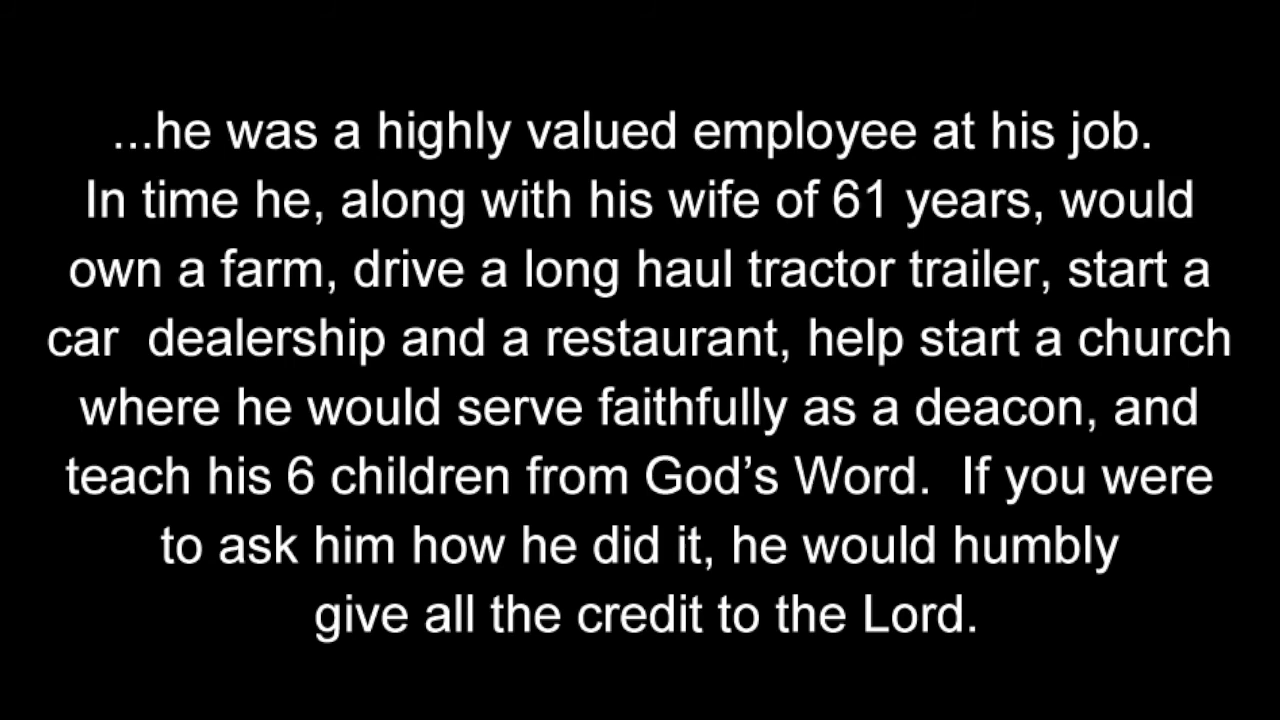 ...he was a highly valued employee at his job.
In time he, along with his wife of 61 years, would
own a farm, drive a long haul tractor trailer, start a
car  dealership and a restaurant, help start a church
where he would serve faithfully as a deacon, and
teach his 6 children from God’s Word.  If you were
to ask him how he did it, he would humbly
give all the credit to the Lord.